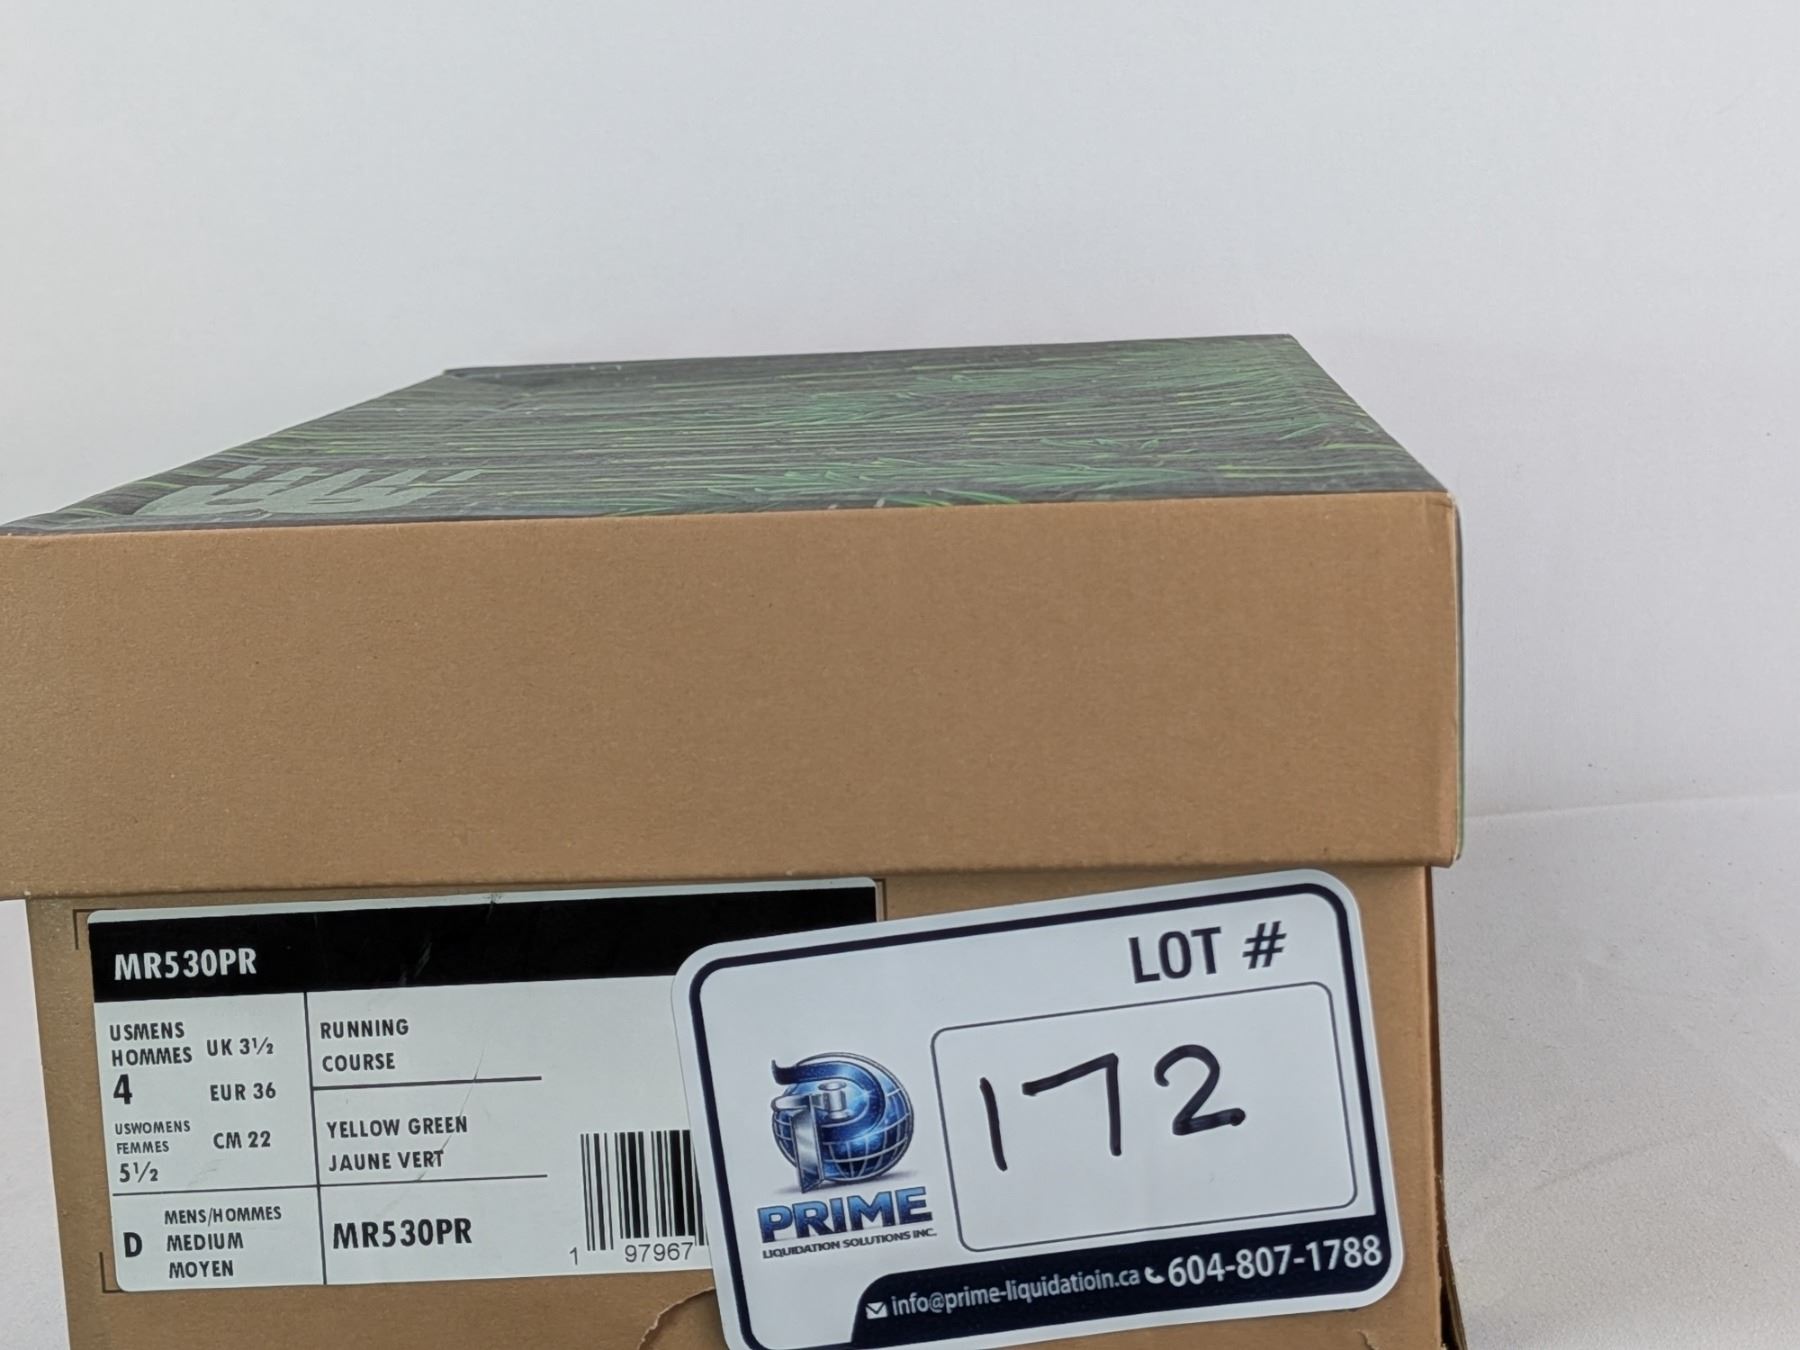 MR530PR
USMENS
HOMMES
4
UK 3½
EUR 36
CM 22
USWOMENS
FEMMES
5½
D
MENS/HOMMES
MEDIUM
MOYEN
RUNNING
COURSE
YELLOW GREEN
JAUNE VERT
MR530PR
1 97967
LOT #
172
PRIME
LIQUIDATION SOLUTIONS INC.
info@prime-liquidatioin.ca 604-807-1788